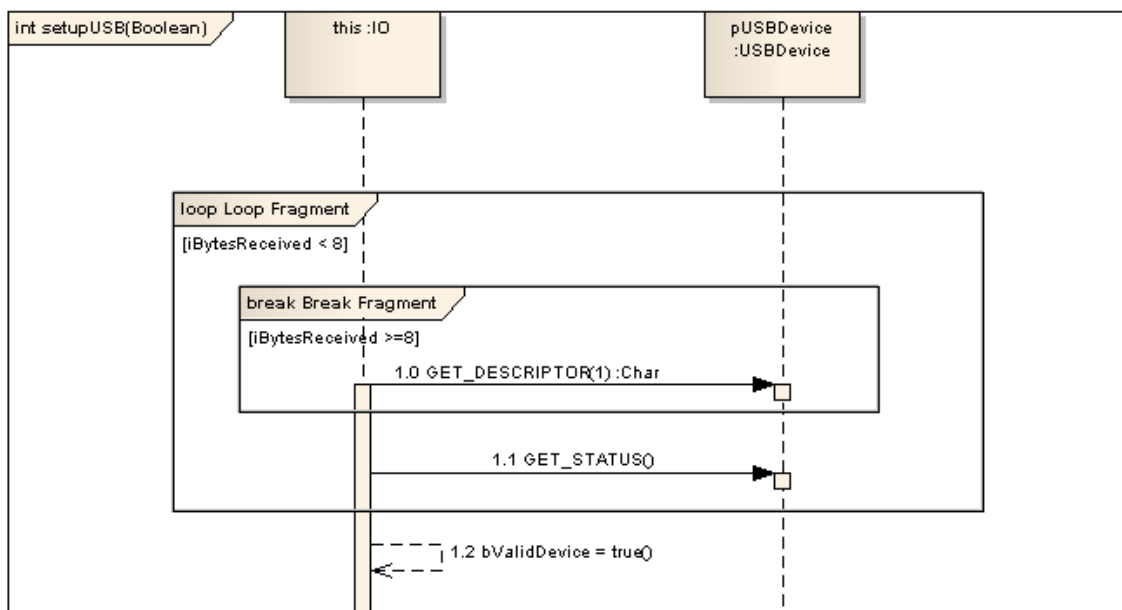 int setupUSB(Boolean)
this :IO
pUSBDevice
:USBDevice
loop Loop Fragment
[iBytesReceived < 8]
break Break Fragment
[iBytesReceived >=8]
1.0 GET_DESCRIPTOR(1) :Char
1.1 GET_STATUS()
1.2 bValidDevice = true()